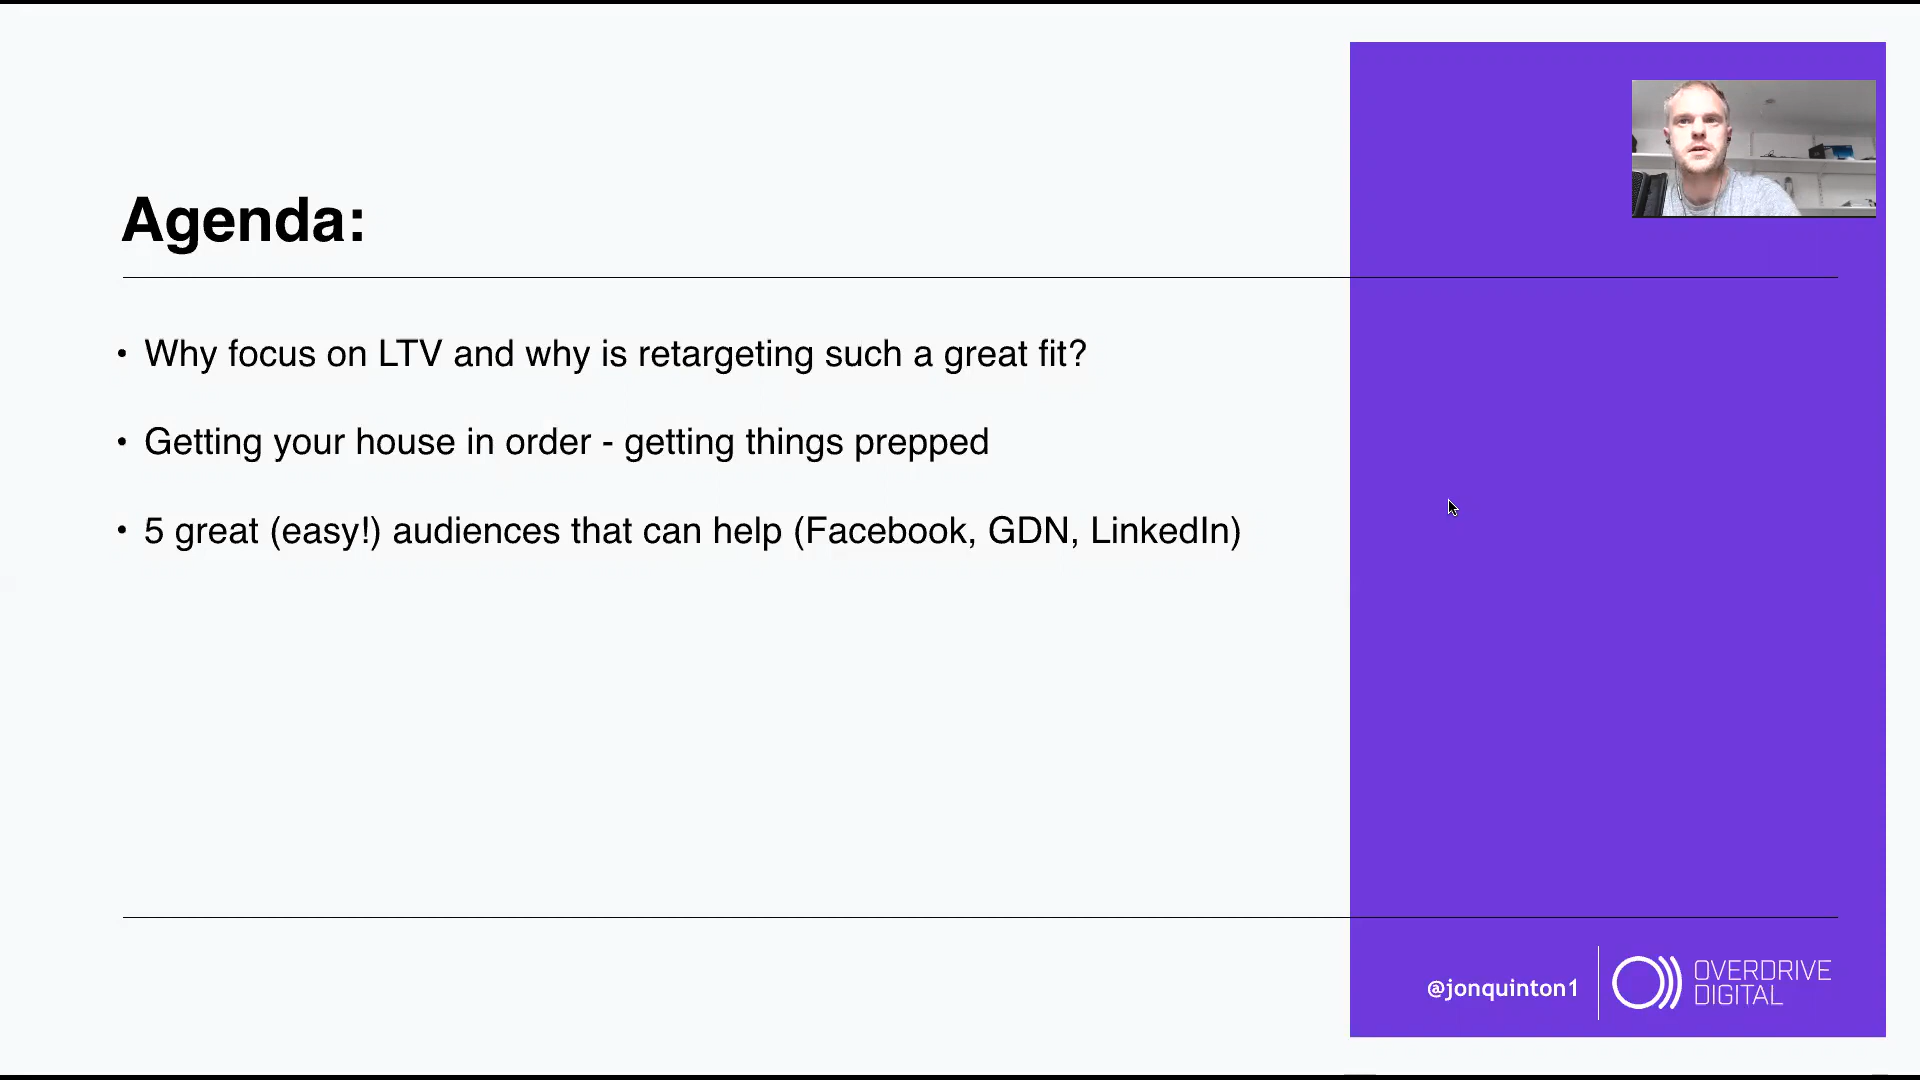 Agenda:
• Why focus on LTV and why is retargeting such a great fit?
• Getting your house in order - getting things prepped
• 5 great (easy!) audiences that can help (Facebook, GDN, LinkedIn)
@jonquinton1
OVERDRIVE
DIGITAL